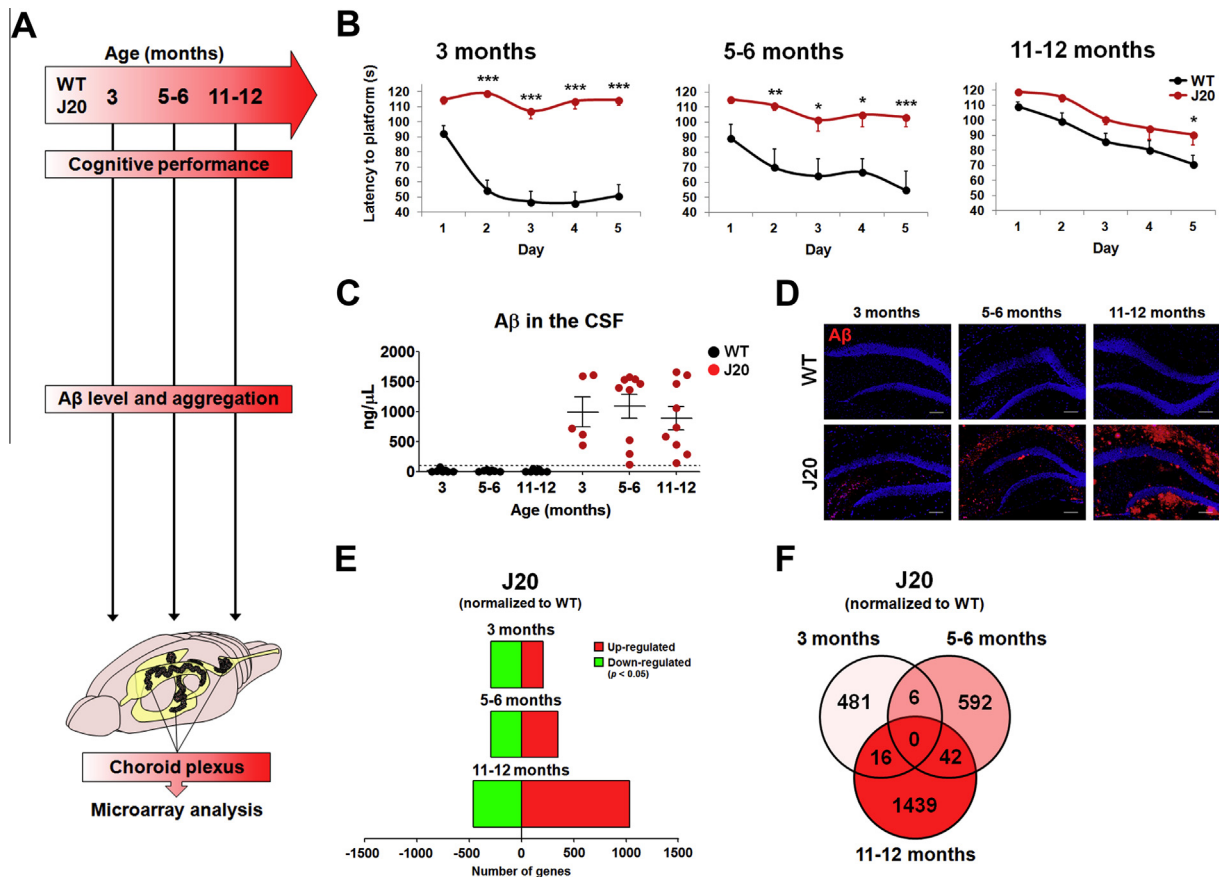 A
Age (months)
WT
J20
3
5-6
11-12
Cognitive performance
Aβ level and aggregation
Choroid plexus
Microarray analysis
B
3 months
5-6 months
11-12 months
Latency to platform (s)
120
110
100
90
80
70
60
50
40
***
***
***
***
1
2
3
4
5
Day
120
110
100
90
80
70
60
50
40
**
*
*
***
1
2
3
4
5
Day
120
110
100
90
80
70
60
50
40
*
WT
J20
1
2
3
4
5
Day
C
Aβ in the CSF
ng/µL
2000
1500
1000
500
0
3
5-6
11-12
3
5-6
11-12
Age (months)
WT
J20
D
3 months
5-6 months
11-12 months
Aβ
WT
J20
E
J20
(normalized to WT)
3 months
5-6 months
11-12 months
Up-regulated
Down-regulated
(p < 0.05)
-1500
-1000
-500
0
500
1000
1500
Number of genes
F
J20
(normalized to WT)
3 months
5-6 months
481
6
592
0
16
42
1439
11-12 months